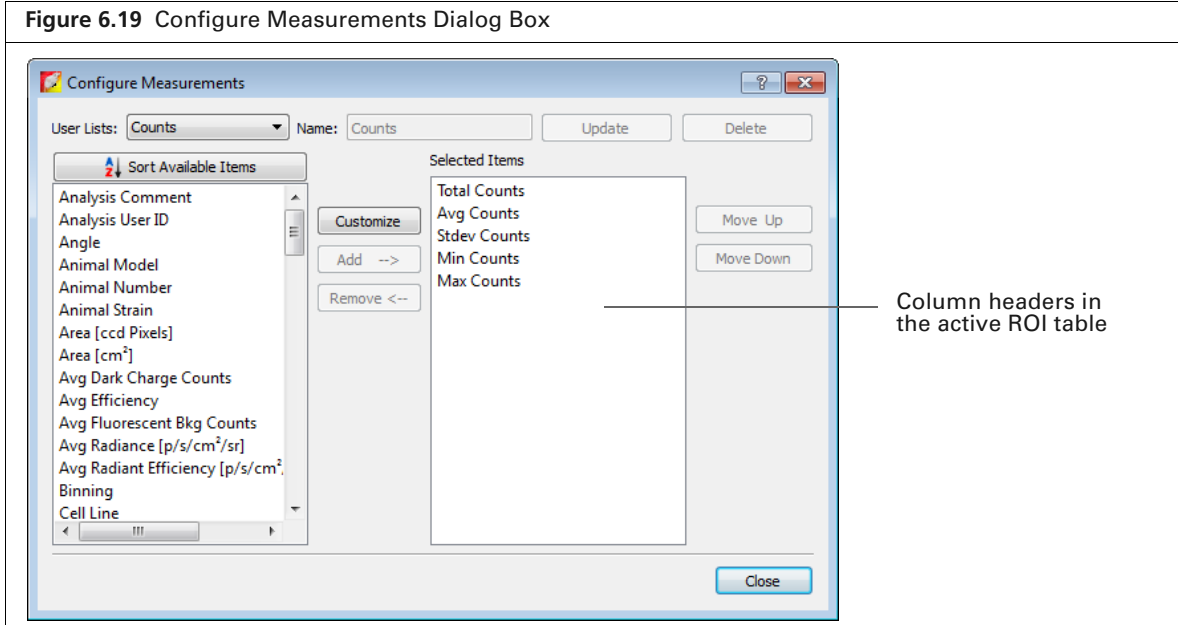 Figure 6.19 Configure Measurements Dialog Box
Configure Measurements
?
User Lists: Counts Name: Counts Update Delete
Sort Available Items
Analysis Comment
Analysis User ID
Angle
Animal Model
Animal Number
Animal Strain
Area [ccd Pixels]
Area [cm²]
Avg Dark Charge Counts
Avg Efficiency
Avg Fluorescent Bkg Counts
Avg Radiance [p/s/cm²/sr]
Avg Radiant Efficiency [p/s/cm²,
Binning
Cell Line
Customize
Add -->
Remove <--
Selected Items
Total Counts
Avg Counts
Stdev Counts
Min Counts
Max Counts
Move Up
Move Down
Column headers in
the active ROI table
Close